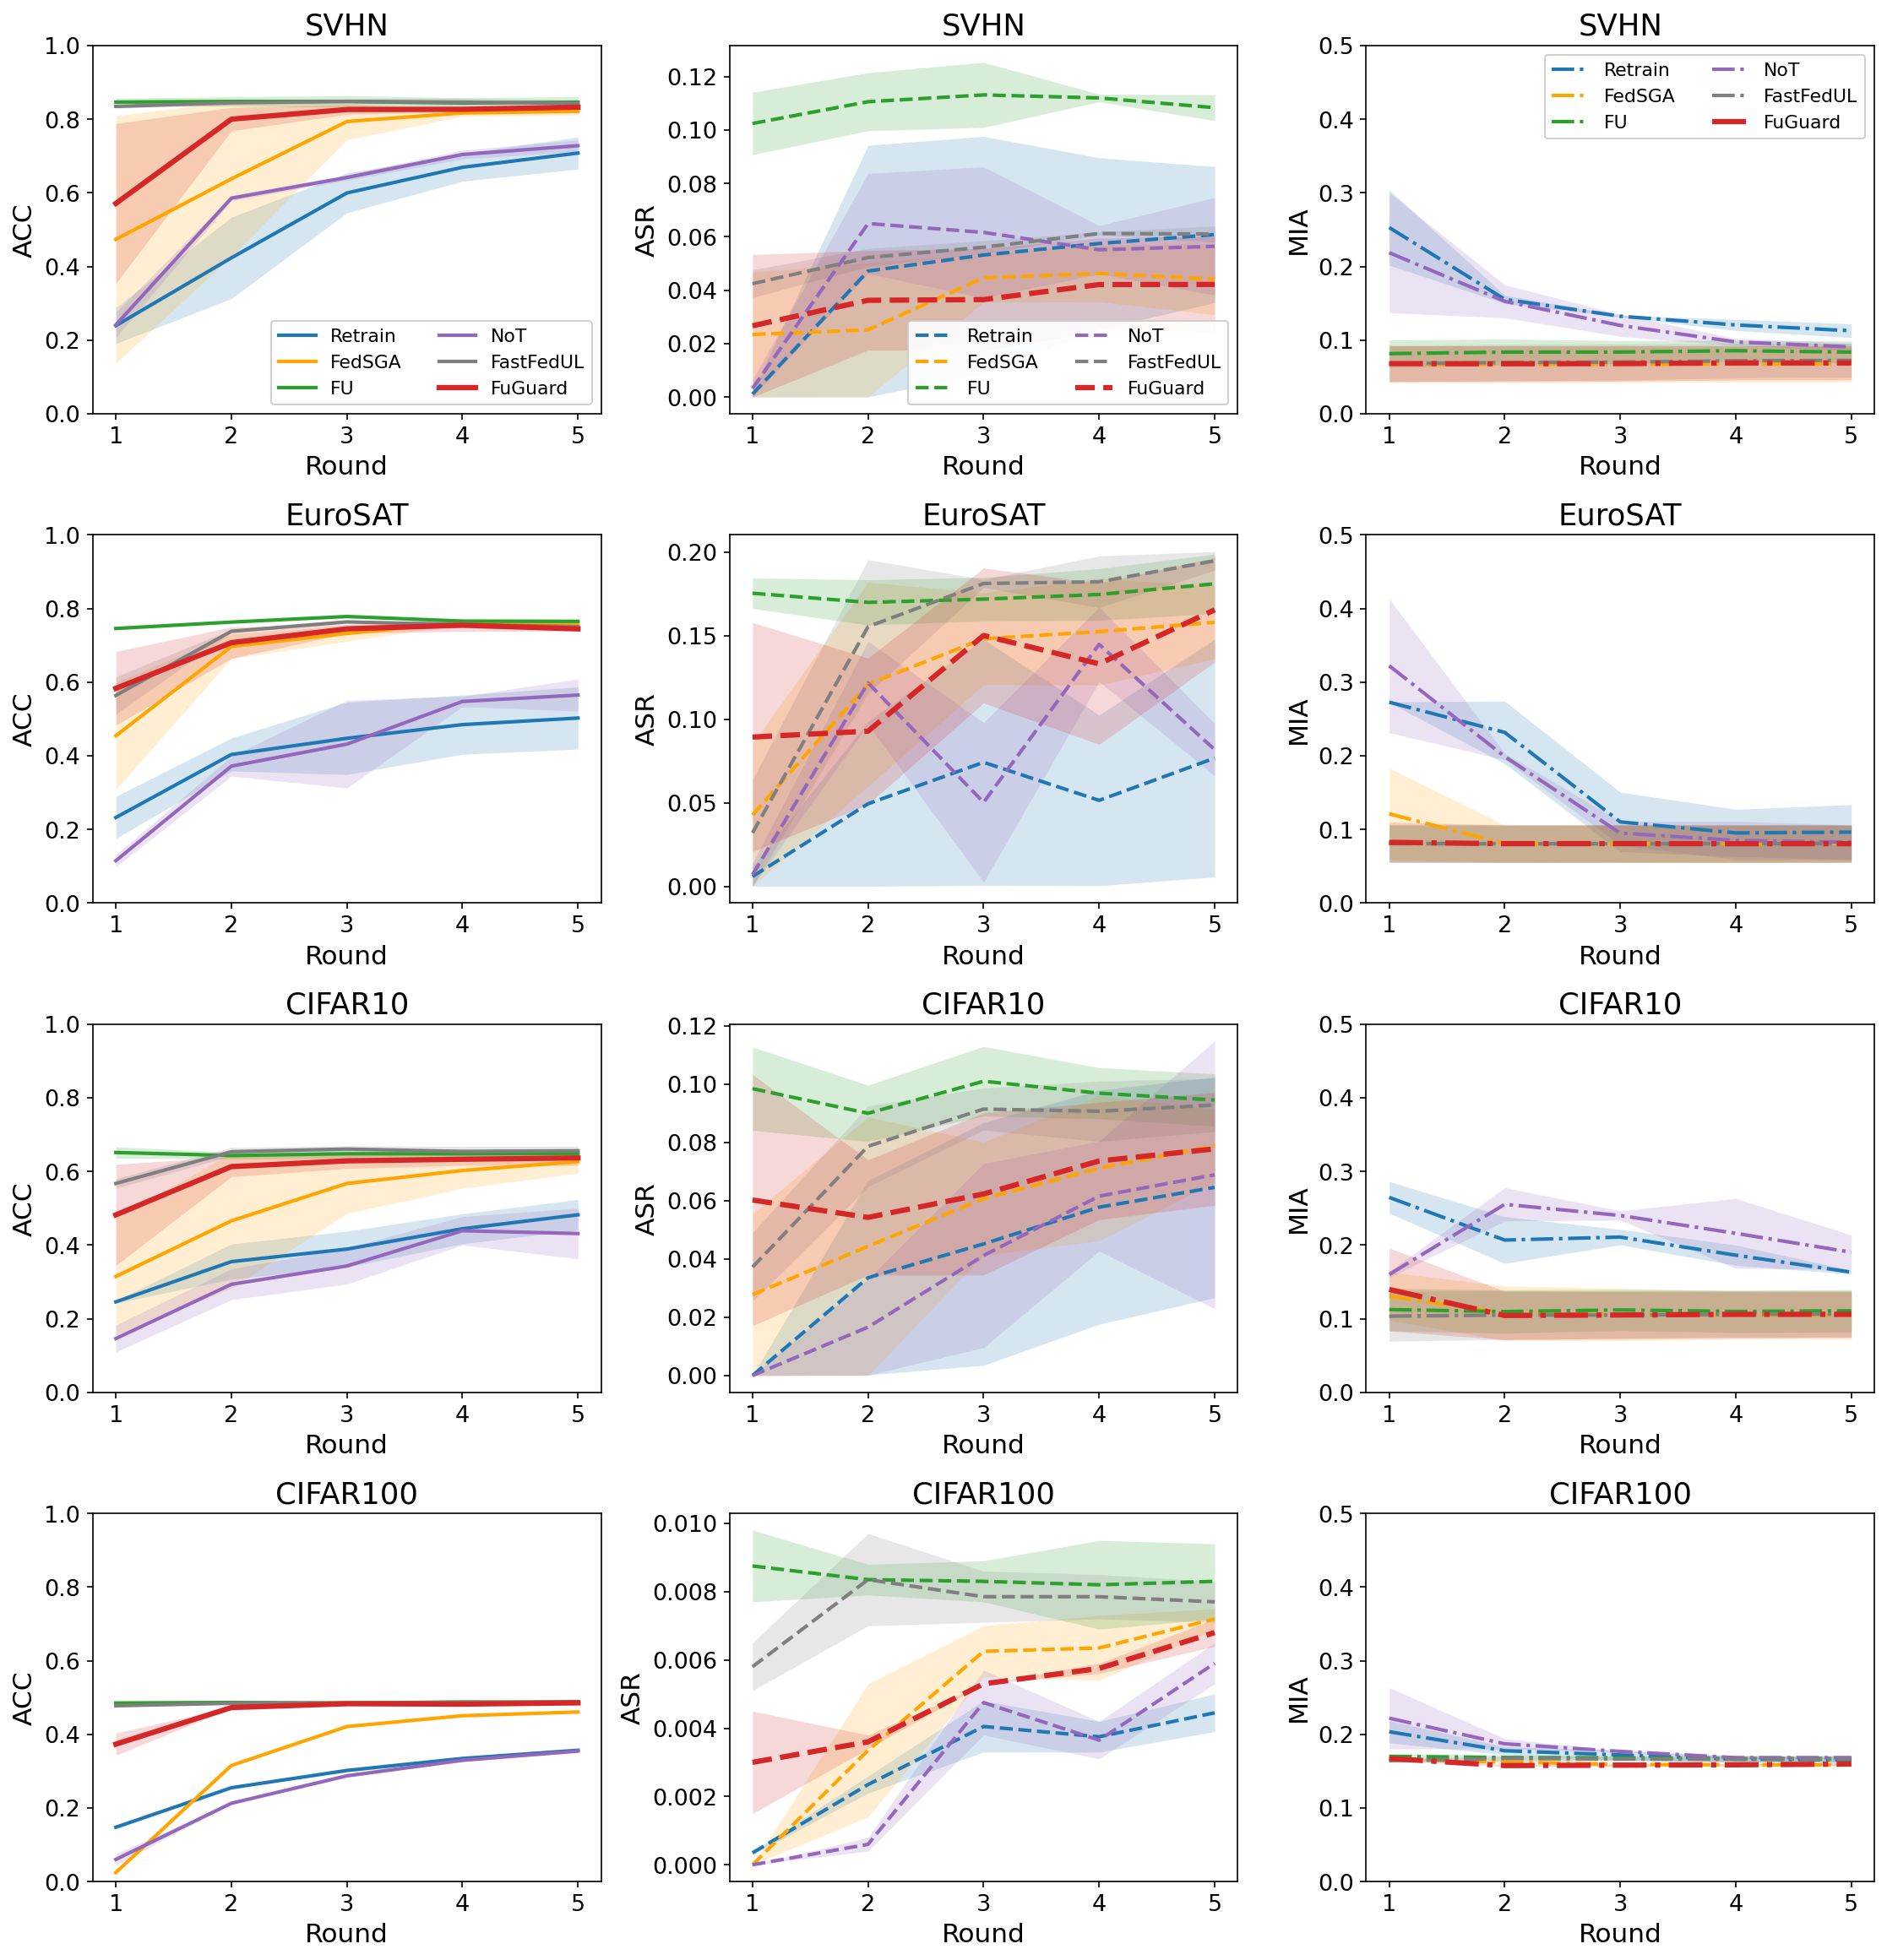 SVHN
ACC
1.0
0.8
0.6
0.4
0.2
0.0
Retrain NoT
FedSGA FastFedUL
FU FuGuard
1 2 3 4 5
Round
SVHN
ASR
0.12
0.10
0.08
0.06
0.04
0.02
0.00
Retrain NoT
FedSGA FastFedUL
FU FuGuard
1 2 3 4 5
Round
SVHN
MIA
0.5
0.4
0.3
0.2
0.1
0.0
Retrain NoT
FedSGA FastFedUL
FU FuGuard
1 2 3 4 5
Round
EuroSAT
ACC
1.0
0.8
0.6
0.4
0.2
0.0
1 2 3 4 5
Round
EuroSAT
ASR
0.20
0.15
0.10
0.05
0.00
1 2 3 4 5
Round
EuroSAT
MIA
0.5
0.4
0.3
0.2
0.1
0.0
1 2 3 4 5
Round
CIFAR10
ACC
1.0
0.8
0.6
0.4
0.2
0.0
1 2 3 4 5
Round
CIFAR10
ASR
0.12
0.10
0.08
0.06
0.04
0.02
0.00
1 2 3 4 5
Round
CIFAR10
MIA
0.5
0.4
0.3
0.2
0.1
0.0
1 2 3 4 5
Round
CIFAR100
ACC
1.0
0.8
0.6
0.4
0.2
0.0
1 2 3 4 5
Round
CIFAR100
ASR
0.010
0.008
0.006
0.004
0.002
0.000
1 2 3 4 5
Round
CIFAR100
MIA
0.5
0.4
0.3
0.2
0.1
0.0
1 2 3 4 5
Round